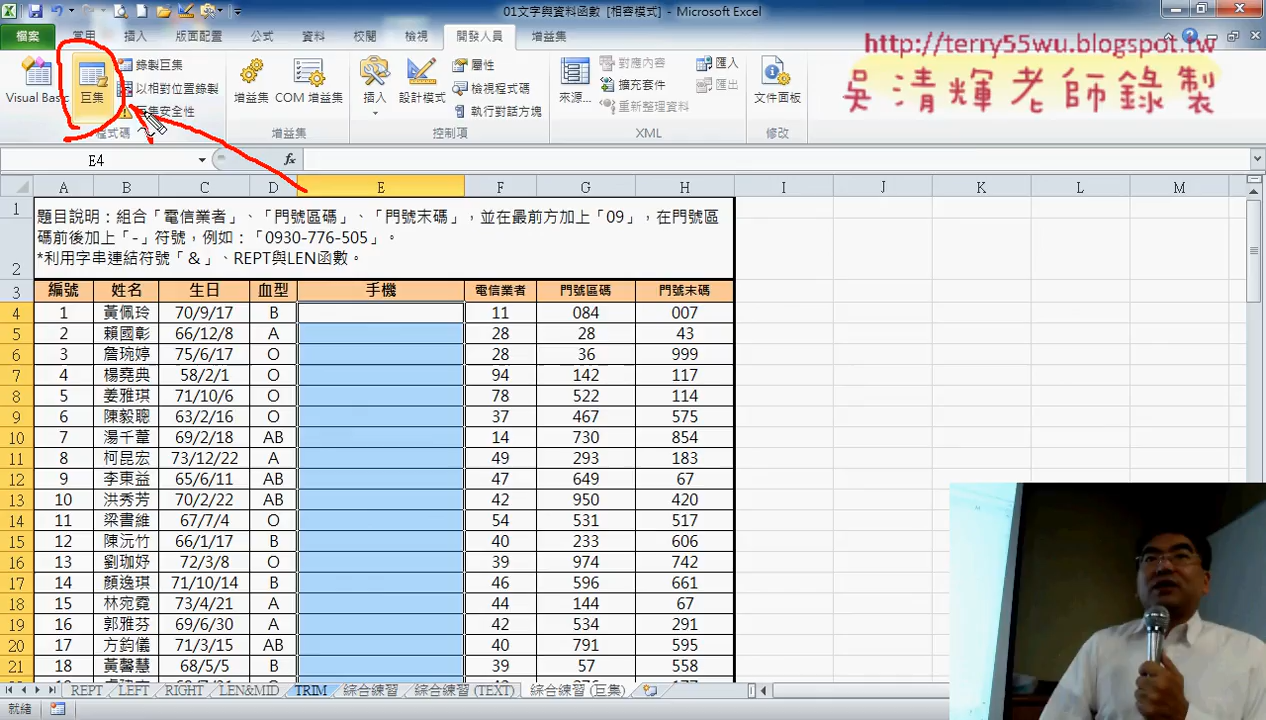 01文字與資料函數 [相容模式] - Microsoft Excel
檔案 常用 插入 版面配置 公式 資料 校閱 檢視 開發人員 增益集
http://terry55wu.blogspot.tw
吳清輝老師錄製
Visual Basic 巨集 錄製巨集 以相對位置錄製 巨集安全性
增益集 COM 增益集 插入 設計模式 屬性 檢視程式碼 執行對話方塊
來源... 對應內容 擴充套件 重新整理資料 匯入 匯出 文件面板
程式碼 增益集 控制項 XML 修改
E4 fx
A B C D E F G H I J K L M
1 題目說明：組合「電信業者」、「門號區碼」、「門號末碼」，並在最前方加上「09」，在門號區
碼前後加上「-」符號，例如：「0930-776-505」。
2 *利用字串連結符號「&」、REPT與LEN函數。
3 編號 姓名 生日 血型 手機 電信業者 門號區碼 門號末碼
4 1 黃佩玲 70/9/17 B 11 084 007
5 2 賴國彰 66/12/8 A 28 28 43
6 3 詹琬婷 75/6/17 O 28 36 999
7 4 楊堯典 58/2/1 O 94 142 117
8 5 姜雅琪 71/10/6 O 78 522 114
9 6 陳毅聰 63/2/16 O 37 467 575
10 7 湯千葦 69/2/18 AB 14 730 854
11 8 柯昆宏 73/12/22 A 49 293 183
12 9 李東益 65/6/11 AB 47 649 67
13 10 洪秀芳 70/2/22 AB 42 950 420
14 11 梁書維 67/7/4 O 54 531 517
15 12 陳沅竹 66/1/17 B 40 233 606
16 13 劉珈妤 72/3/8 O 39 974 742
17 14 顏逸琪 71/10/14 B 46 596 661
18 15 林宛霓 73/4/21 A 44 144 67
19 16 郭雅芬 69/6/30 A 42 534 291
20 17 方鈞儀 71/3/15 AB 40 791 595
21 18 黃馨慧 68/5/5 B 39 57 558
REPT LEFT RIGHT LEN&MID TRIM 綜合練習 綜合練習 (TEXT) 綜合練習 (巨集)
就緒